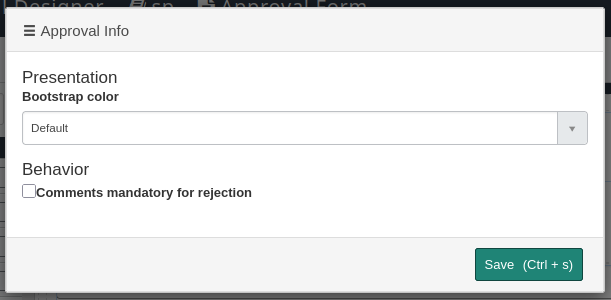 Designer sp Approval Form
Approval Info
Presentation
Bootstrap color
Default
Behavior
Comments mandatory for rejection
Save (Ctrl + s)